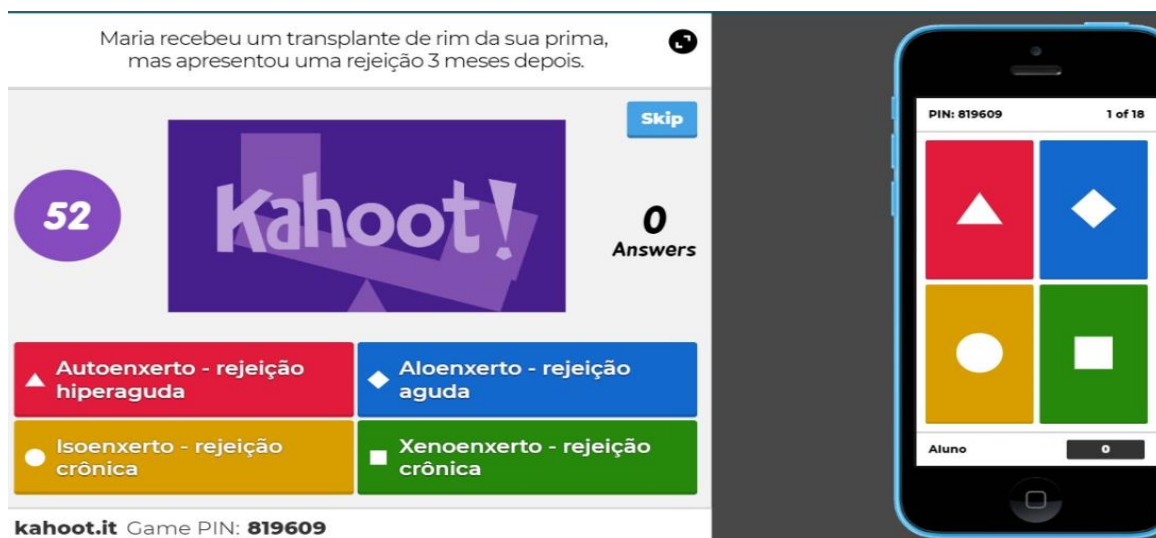 Maria recebeu um transplante de rim da sua prima,
mas apresentou uma rejeição 3 meses depois.
Skip
52
Kahoot!
0
Answers
Autoenxerto - rejeição
hiperaguda
Aloenxerto - rejeição
aguda
Isoenxerto - rejeição
crônica
Xenoenxerto - rejeição
crônica
kahoot.it Game PIN: 819609
PIN: 819609 1 of 18
Aluno 0